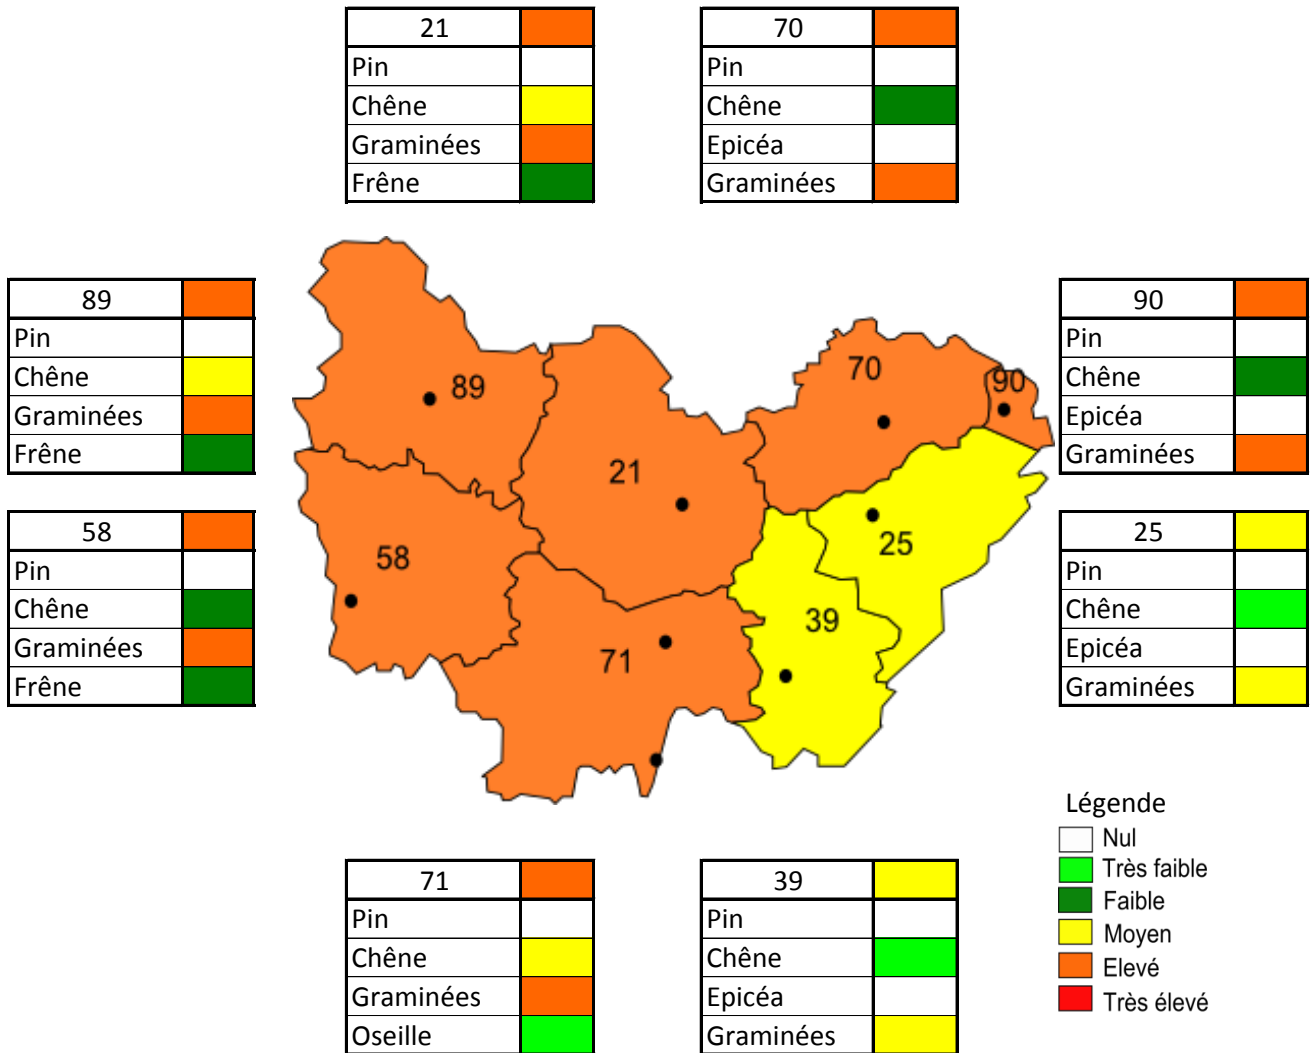 21
Pin
Chêne
Graminées
Frêne
70
Pin
Chêne
Epicéa
Graminées
89
Pin
Chêne
Graminées
Frêne
58
Pin
Chêne
Graminées
Frêne
89
21
70
90
58
25
71
39
90
Pin
Chêne
Epicéa
Graminées
25
Pin
Chêne
Epicéa
Graminées
71
Pin
Chêne
Graminées
Oseille
39
Pin
Chêne
Epicéa
Graminées
Légende
Nul
Très faible
Faible
Moyen
Elevé
Très élevé